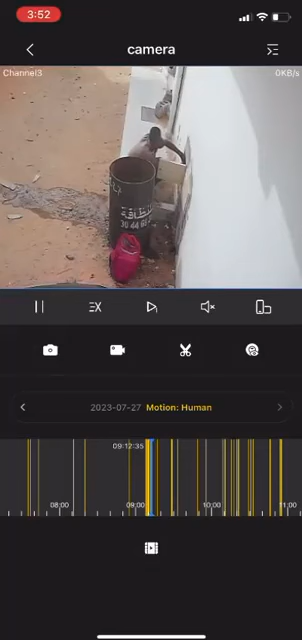 3:52
camera
Channel3
0KB/s
نظافة
2023-07-27 Motion: Human
09:12:35
08:00
09:00
10:00
11:00